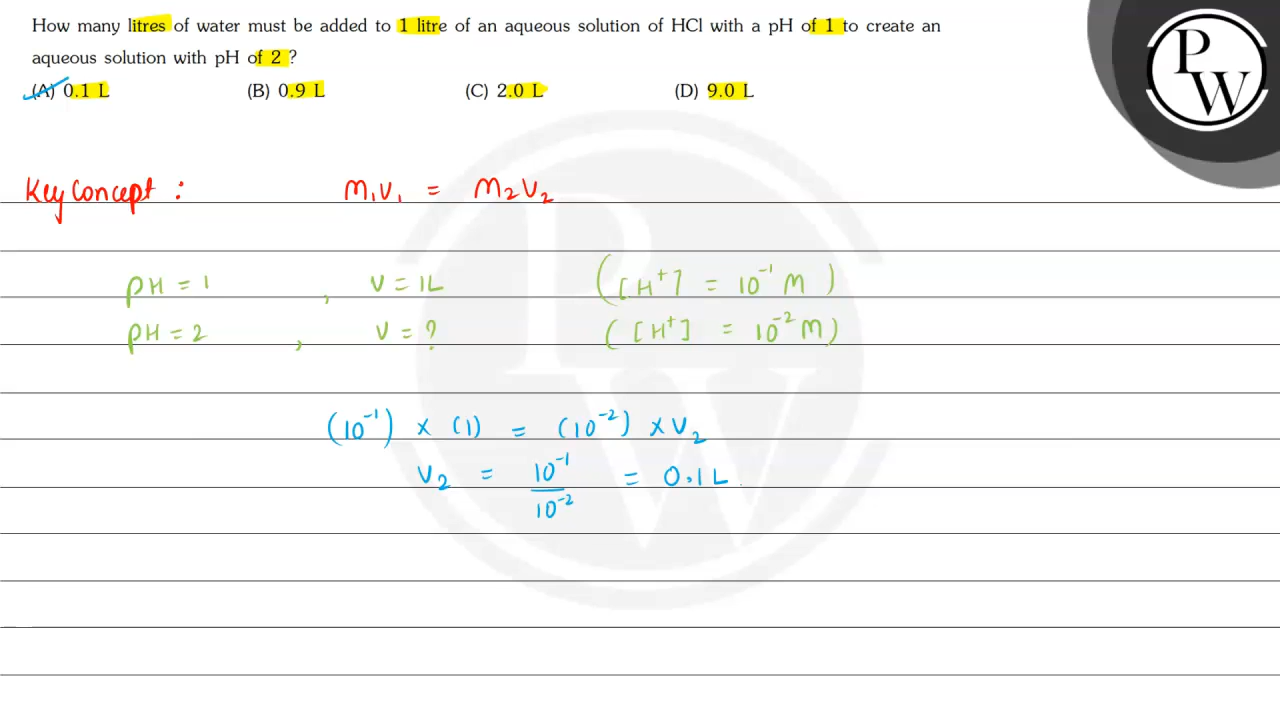 How many litres of water must be added to 1 litre of an aqueous solution of HCl with a pH of 1 to create an
aqueous solution with pH of 2 ?
(A) 0.1 L (B) 0.9 L (C) 2.0 L (D) 9.0 L
P
W
Key Concept : M₁V₁ = M₂V₂
pH = 1 , V = 1L ([H⁺] = 10⁻¹ M)
pH = 2 , V = ? ([H⁺] = 10⁻² M)
(10⁻¹) × (1) = (10⁻²) × V₂
V₂ = 10⁻¹/10⁻² = 0.1L